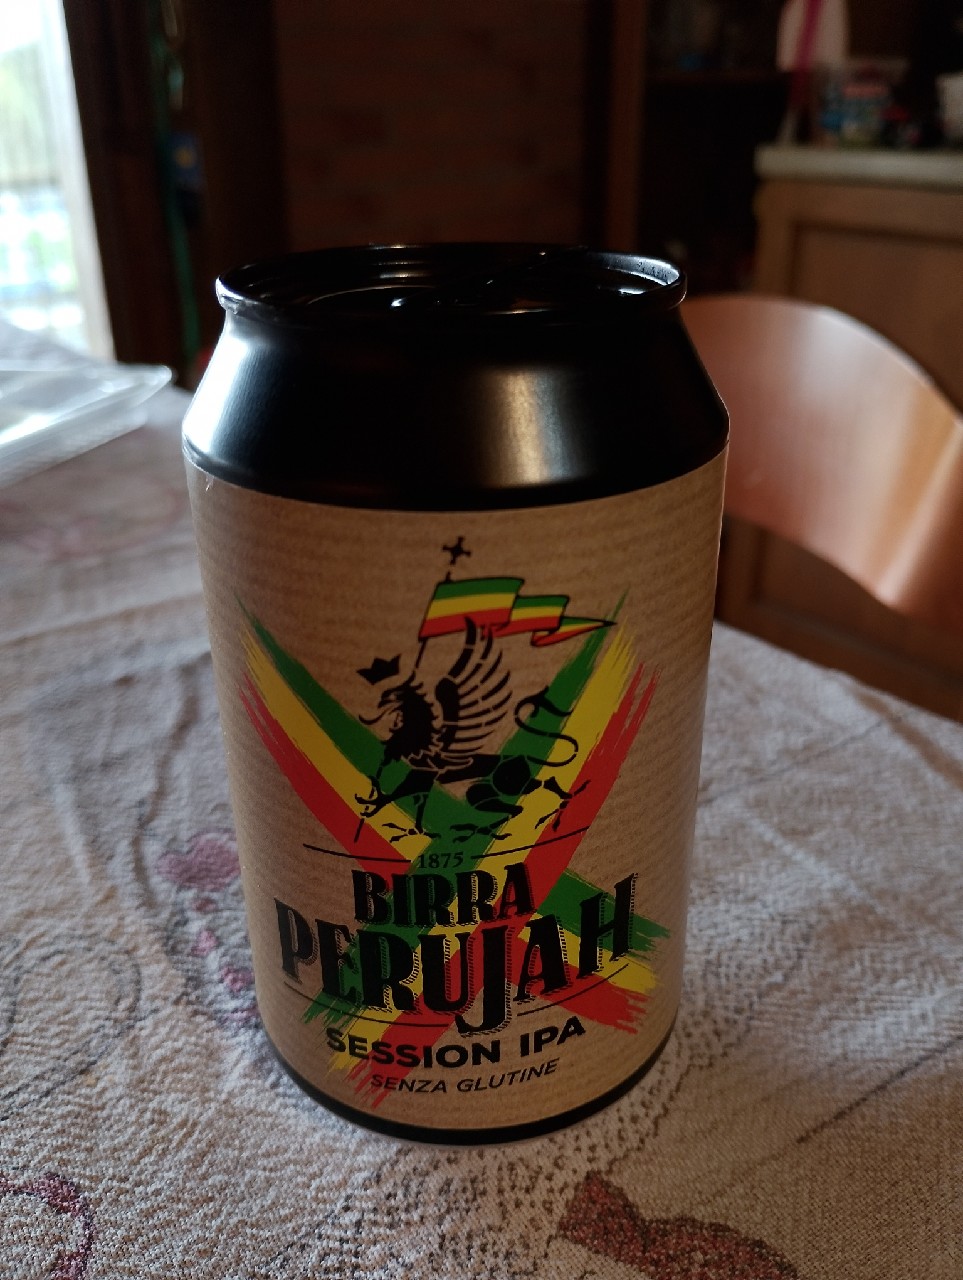 1875
BIRRA
PERUJAH
SESSION IPA
SENZA GLUTINE